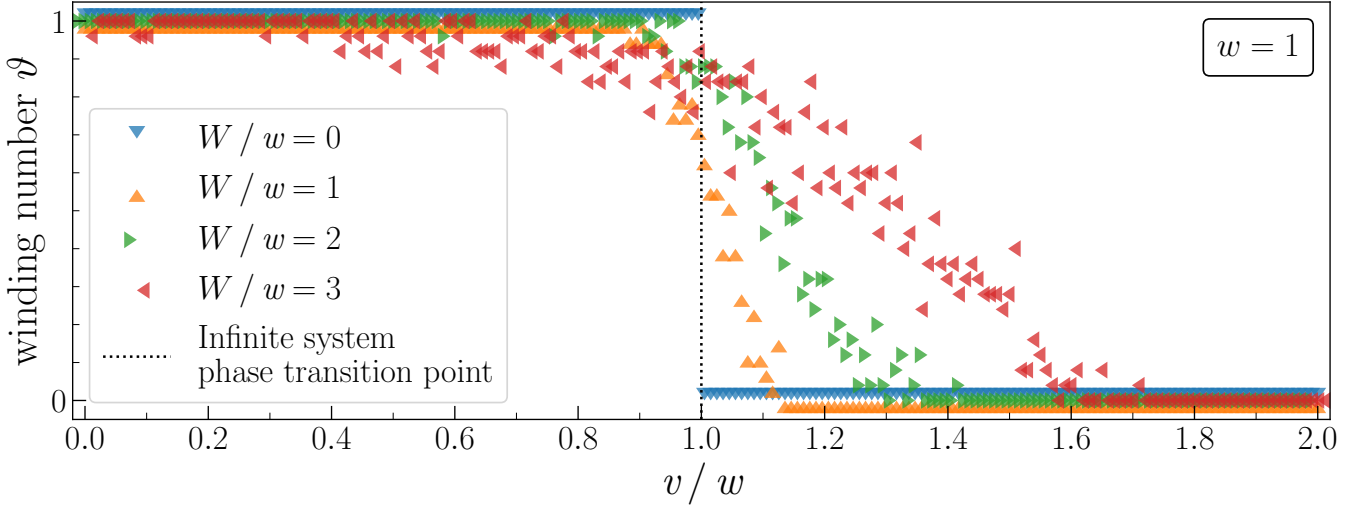 1
w = 1
winding number ϑ
W / w = 0
W / w = 1
W / w = 2
W / w = 3
Infinite system
phase transition point
0
0.0 0.2 0.4 0.6 0.8 1.0 1.2 1.4 1.6 1.8 2.0
v / w